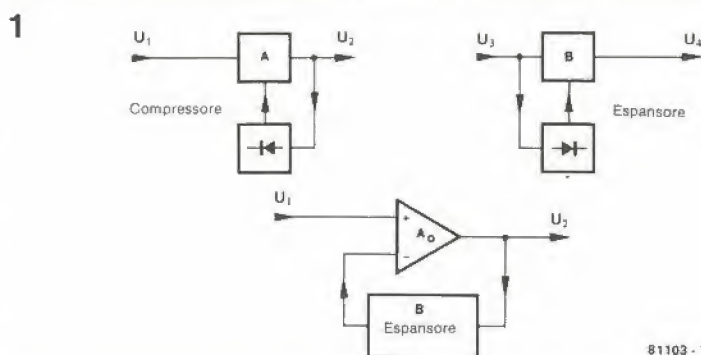 1
U₁ A U₂
Compressore
U₃ B U₄
Espansore
U₁ + A₀ U₂
−
B
Espansore
81103 -